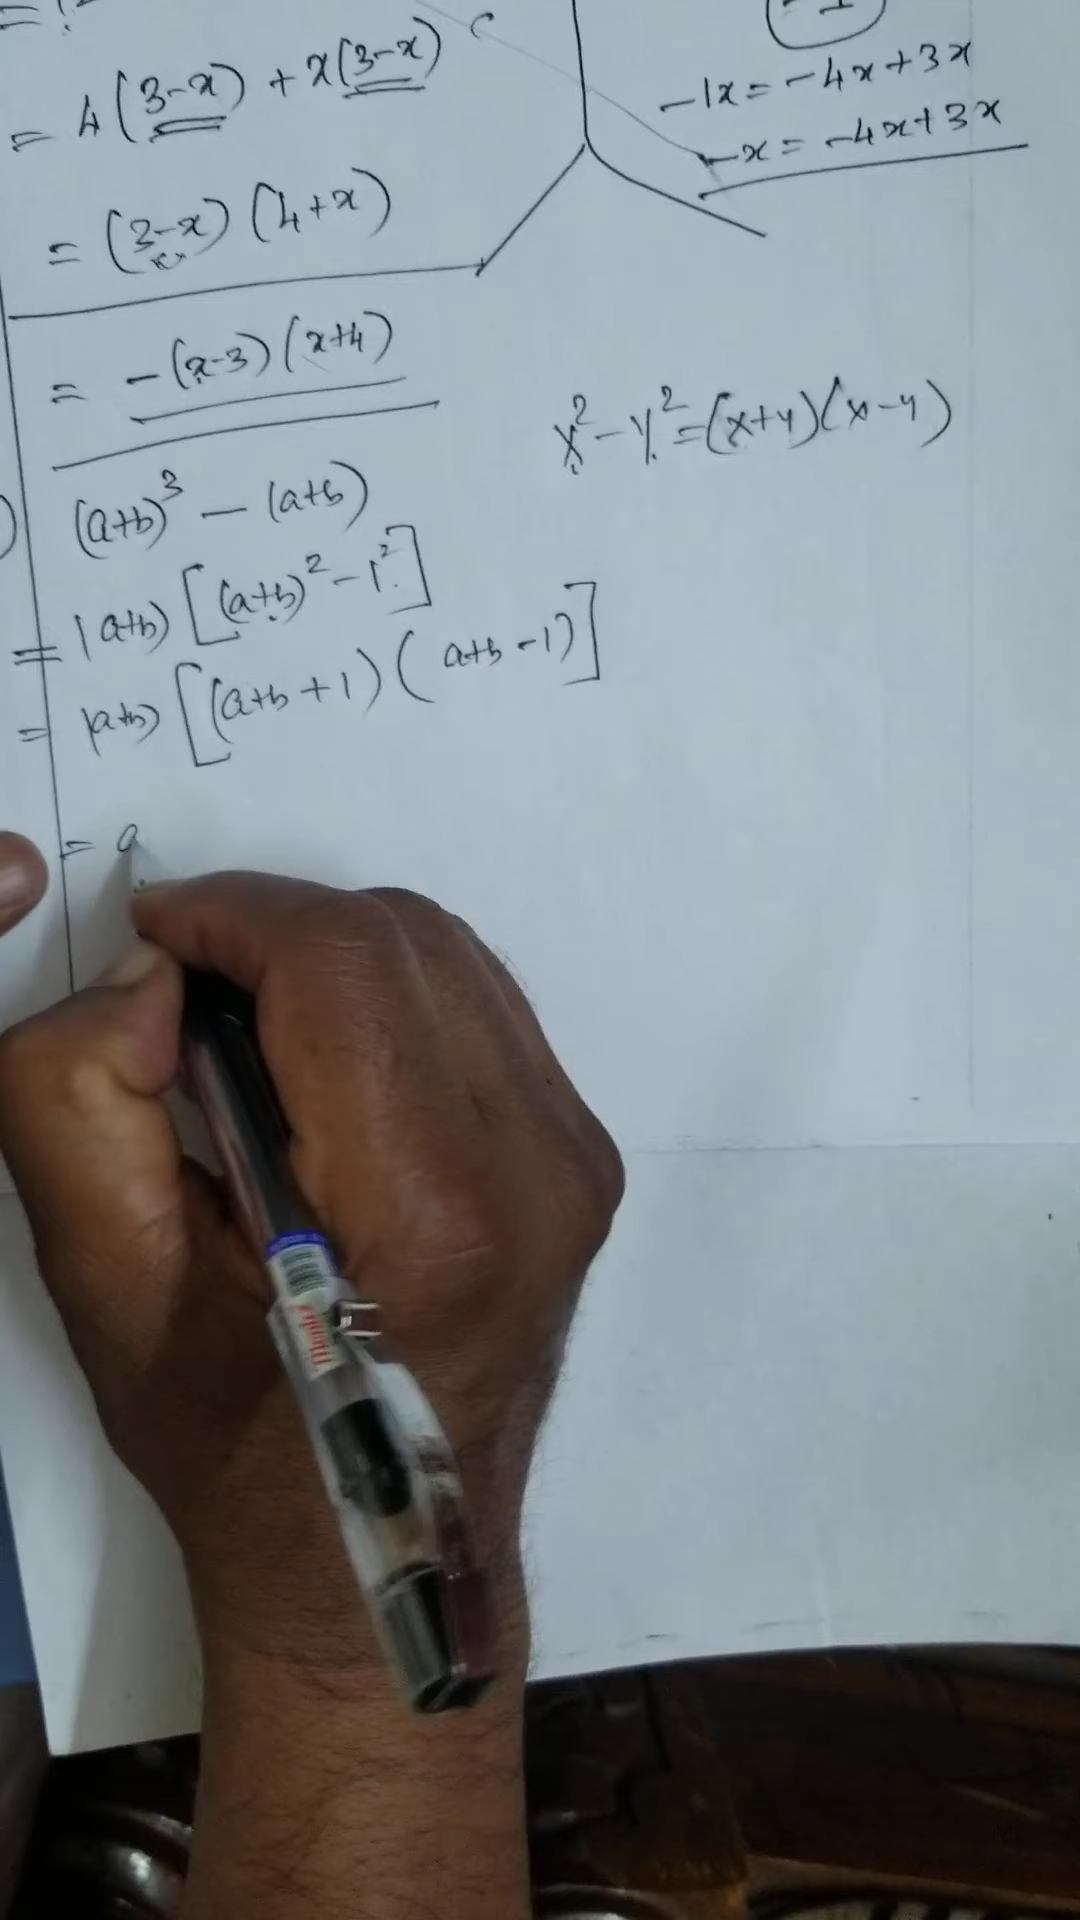 = 4(3-x) + x(3-x)
= (3-x) (4+x)
= -(x-3) (x+4)
-1x = -4x+3x
-x = -4x+3x
x² - y² = (x+y)(x-y)
(a+b)³ - (a+b)
= (a+b) [(a+b)² - 1²]
= (a+b) [(a+b+1) (a+b-1)]
= a